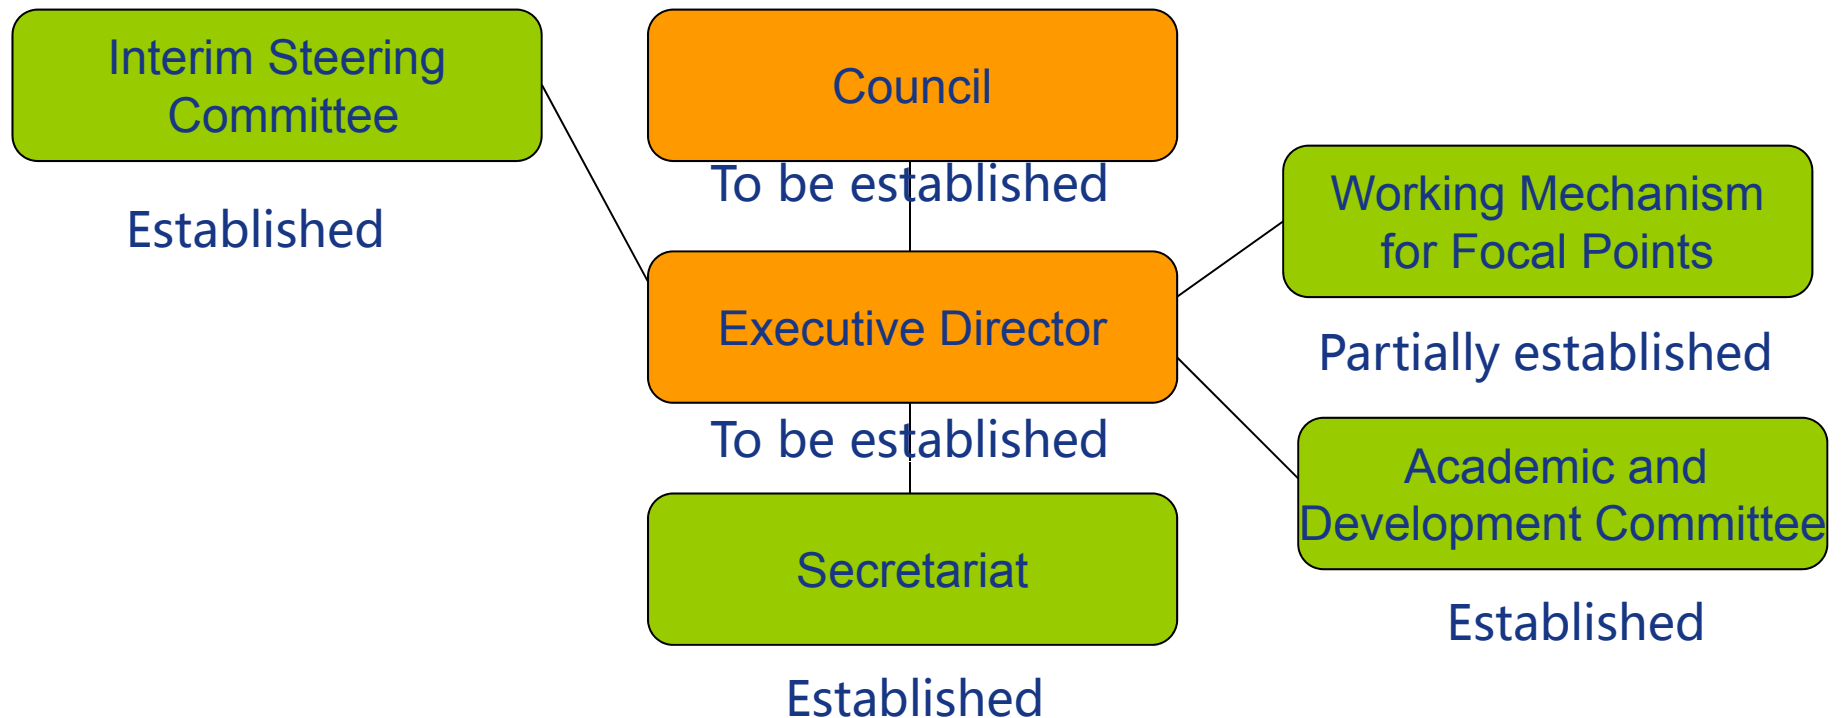 Interim Steering
Committee
Established
Council
To be established
Executive Director
To be established
Secretariat
Established
Working Mechanism
for Focal Points
Partially established
Academic and
Development Committee
Established